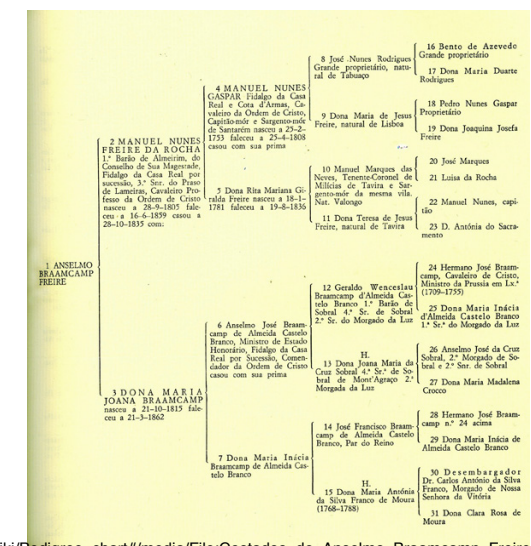 1 ANSELMO
BRAAMCAMP
FREIRE
2 MANUEL NUNES
FREIRE DA ROCHA
1.º Barão de Almeirim, do
Conselho de Sua Magestade,
Fidalgo da Casa Real por
sucessão, 3.º Snr. do Praso
de Lameiras, Cavaleiro Pro-
fesso da Ordem de Cristo
nasceu a 28-9-1805 fale-
ceu a 16-6-1859 casou a
28-10-1835 com:
3 DONA MARIA
JOANA BRAAMCAMP
nasceu a 21-10-1815 fale-
ceu a 21-3-1862
4 MANUEL NUNES
GASPAR Fidalgo da Casa
Real e Cota d'Armas, Ca-
valeiro da Ordem de Cristo,
Capitão-mór e Sargento-mór
de Santarém nasceu a 25-2-
1753 faleceu a 25-4-1808
casou com sua prima
5 Dona Rita Mariana Gi-
ralda Freire nasceu a 18-1-
1781 faleceu a 19-8-1836
6 Anselmo José Braam-
camp de Almeida Castelo
Branco, Ministro de Estado
Honorário, Fidalgo da Casa
Real por Sucessão, Comen-
dador da Ordem de Cristo
casou com sua prima
7 Dona Maria Inácia
Braamcamp de Almeida Cas-
telo Branco
8 José Nunes Rodrigues
Grande proprietário, natu-
ral de Tabuaço
9 Dona Maria de Jesus
Freire, natural de Lisboa
10 Manuel Marques das
Neves, Tenente-Coronel de
Milícias de Tavira e Sar-
gento-mór da mesma vila.
Nat. Valongo
11 Dona Teresa de Jesus
Freire, natural de Tavira
12 Geraldo Wenceslau
Braamcamp d'Almeida Cas-
telo Branco 1.º Barão de
Sobral 4.º Sr. de Sobral
2.º Sr. do Morgado da Luz
H.
13 Dona Joana Maria da
Cruz Sobral 4.ª Sr.ª de So-
bral de Mont'Agraço 2.ª
Morgada da Luz
14 José Francisco Braam-
camp de Almeida Castelo
Branco, Par do Reino
H.
15 Dona Maria Antónia
da Silva Franco de Moura
(1768-1788)
16 Bento de Azevedo
Grande proprietário
17 Dona Maria Duarte
Rodrigues
18 Pedro Nunes Gaspar
Proprietário
19 Dona Joaquina Josefa
Freire
20 José Marques
21 Luisa da Rocha
22 Manuel Nunes, capi-
tão
23 D. Antónia do Sacra-
mento
24 Hermano José Braam-
camp, Cavaleiro de Cristo,
Ministro da Prussia em Lx.ª
(1709-1755)
25 Dona Maria Inácia
d'Almeida Castelo Branco
1.ª Sr.ª do Morgado da Luz
26 Anselmo José da Cruz
Sobral, 2.º Morgado de So-
bral e 2.º Snr. de Sobral
27 Dona Maria Madalena
Crocco
28 Hermano José Braam-
camp n.º 24 acima
29 Dona Maria Inácia de
Almeida Castelo Branco
30 Desembargador
Dr. Carlos António da Silva
Franco, Morgado de Nossa
Senhora da Vitória
31 Dona Clara Rosa de
Moura